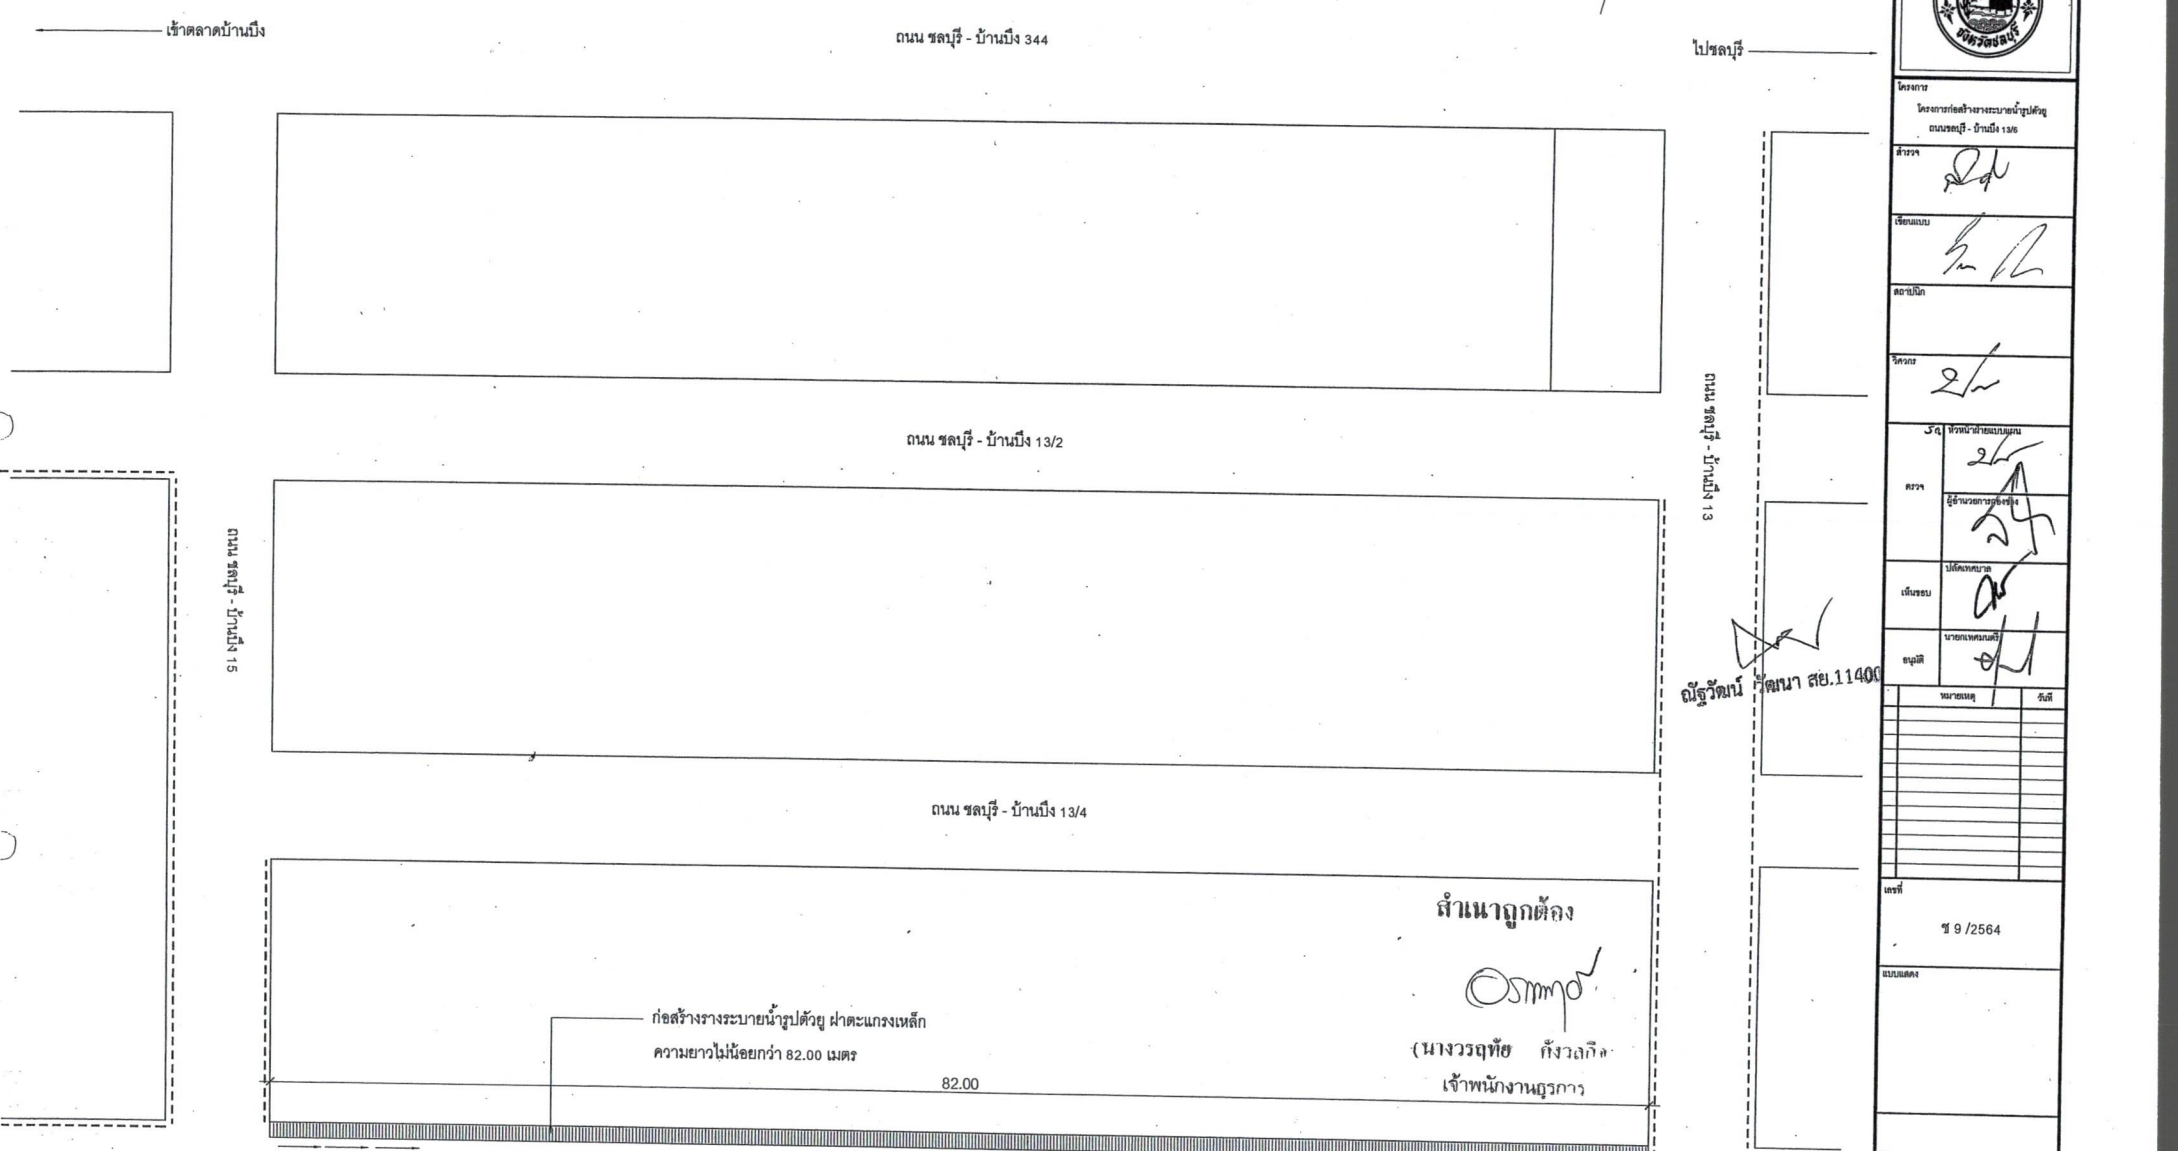 เข้าตลาดบ้านบึง
ถนน ชลบุรี - บ้านบึง 344
ไปชลบุรี
จังหวัดชลบุรี
โครงการ
โครงการก่อสร้างรางระบายน้ำรูปตัวยู
ถนนชลบุรี - บ้านบึง 13/6
สำรวจ
เขียนแบบ
สถาปนิก
วิศวกร
หัวหน้าฝ่ายแบบแผน
ตรวจ
ผู้อำนวยการกองช่าง
ปลัดเทศบาล
เห็นชอบ
นายกเทศมนตรี
อนุมัติ
หมายเหตุ วันที่
เลขที่
ช 9 /2564
แบบแสดง
ถนน ชลบุรี - บ้านบึง 13/2
ถนน ชลบุรี - บ้านบึง 13
ถนน ชลบุรี - บ้านบึง 15
ณัฐวัฒน์ วัฒนา สย.11400
ถนน ชลบุรี - บ้านบึง 13/4
สำเนาถูกต้อง
(นางวรฤทัย
เจ้าพนักงานธุรการ
ก่อสร้างรางระบายน้ำรูปตัวยู ฝาตะแกรงเหล็ก
ความยาวไม่น้อยกว่า 82.00 เมตร
82.00